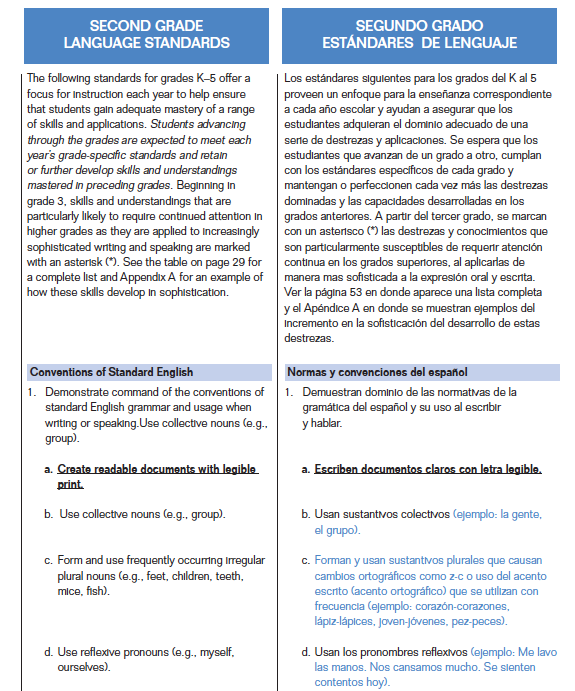 SECOND GRADE
LANGUAGE STANDARDS
The following standards for grades K–5 offer a
focus for instruction each year to help ensure
that students gain adequate mastery of a range
of skills and applications. Students advancing
through the grades are expected to meet each
year's grade-specific standards and retain
or further develop skills and understandings
mastered in preceding grades. Beginning in
grade 3, skills and understandings that are
particularly likely to require continued attention in
higher grades as they are applied to increasingly
sophisticated writing and speaking are marked
with an asterisk (*). See the table on page 29 for
a complete list and Appendix A for an example of
how these skills develop in sophistication.
Conventions of Standard English
1. Demonstrate command of the conventions of
standard English grammar and usage when
writing or speaking.Use collective nouns (e.g.,
group).
a. Create readable documents with legible
print.
b. Use collective nouns (e.g., group).
c. Form and use frequently occurring irregular
plural nouns (e.g., feet, children, teeth,
mice, fish).
d. Use reflexive pronouns (e.g., myself,
ourselves).
SEGUNDO GRADO
ESTÁNDARES DE LENGUAJE
Los estándares siguientes para los grados del K al 5
proveen un enfoque para la enseñanza correspondiente
a cada año escolar y ayudan a asegurar que los
estudiantes adquieran el dominio adecuado de una
serie de destrezas y aplicaciones. Se espera que los
estudiantes que avanzan de un grado a otro, cumplan
con los estándares específicos de cada grado y
mantengan o perfeccionen cada vez más las destrezas
dominadas y las capacidades desarrolladas en los
grados anteriores. A partir del tercer grado, se marcan
con un asterisco (*) las destrezas y conocimientos que
son particularmente susceptibles de requerir atención
continua en los grados superiores, al aplicarlas de
manera mas sofisticada a la expresión oral y escrita.
Ver la página 53 en donde aparece una lista completa
y el Apéndice A en donde se muestran ejemplos del
incremento en la sofisticación del desarrollo de estas
destrezas.
Normas y convenciones del español
1. Demuestran dominio de las normativas de la
gramática del español y su uso al escribir
y hablar.
a. Escriben documentos claros con letra legible.
b. Usan sustantivos colectivos (ejemplo: la gente,
el grupo).
c. Forman y usan sustantivos plurales que causan
cambios ortográficos como z-c o uso del acento
escrito (acento ortográfico) que se utilizan con
frecuencia (ejemplo: corazón-corazones,
lápiz-lápices, joven-jóvenes, pez-peces).
d. Usan los pronombres reflexivos (ejemplo: Me lavo
las manos. Nos cansamos mucho. Se sienten
contentos hoy).